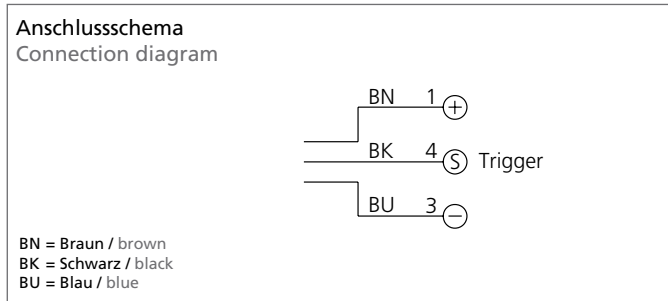 Anschlussschema
Connection diagram
BN 1 +
BK 4 S Trigger
BU 3 −
BN = Braun / brown
BK = Schwarz / black
BU = Blau / blue